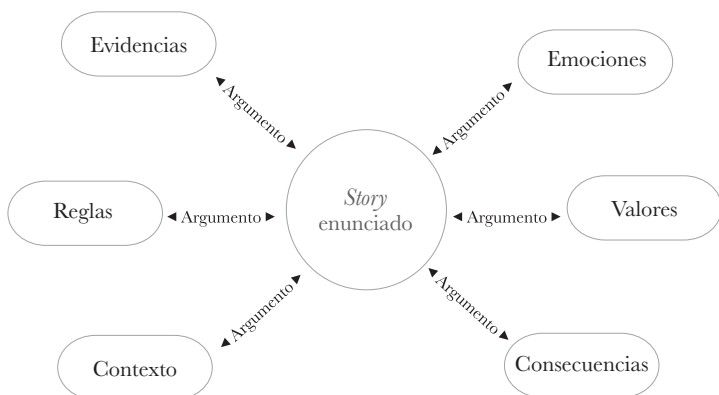 Evidencias
Emociones
Argumento
Argumento
Story
enunciado
Reglas
Argumento
Argumento
Valores
Argumento
Argumento
Contexto
Consecuencias